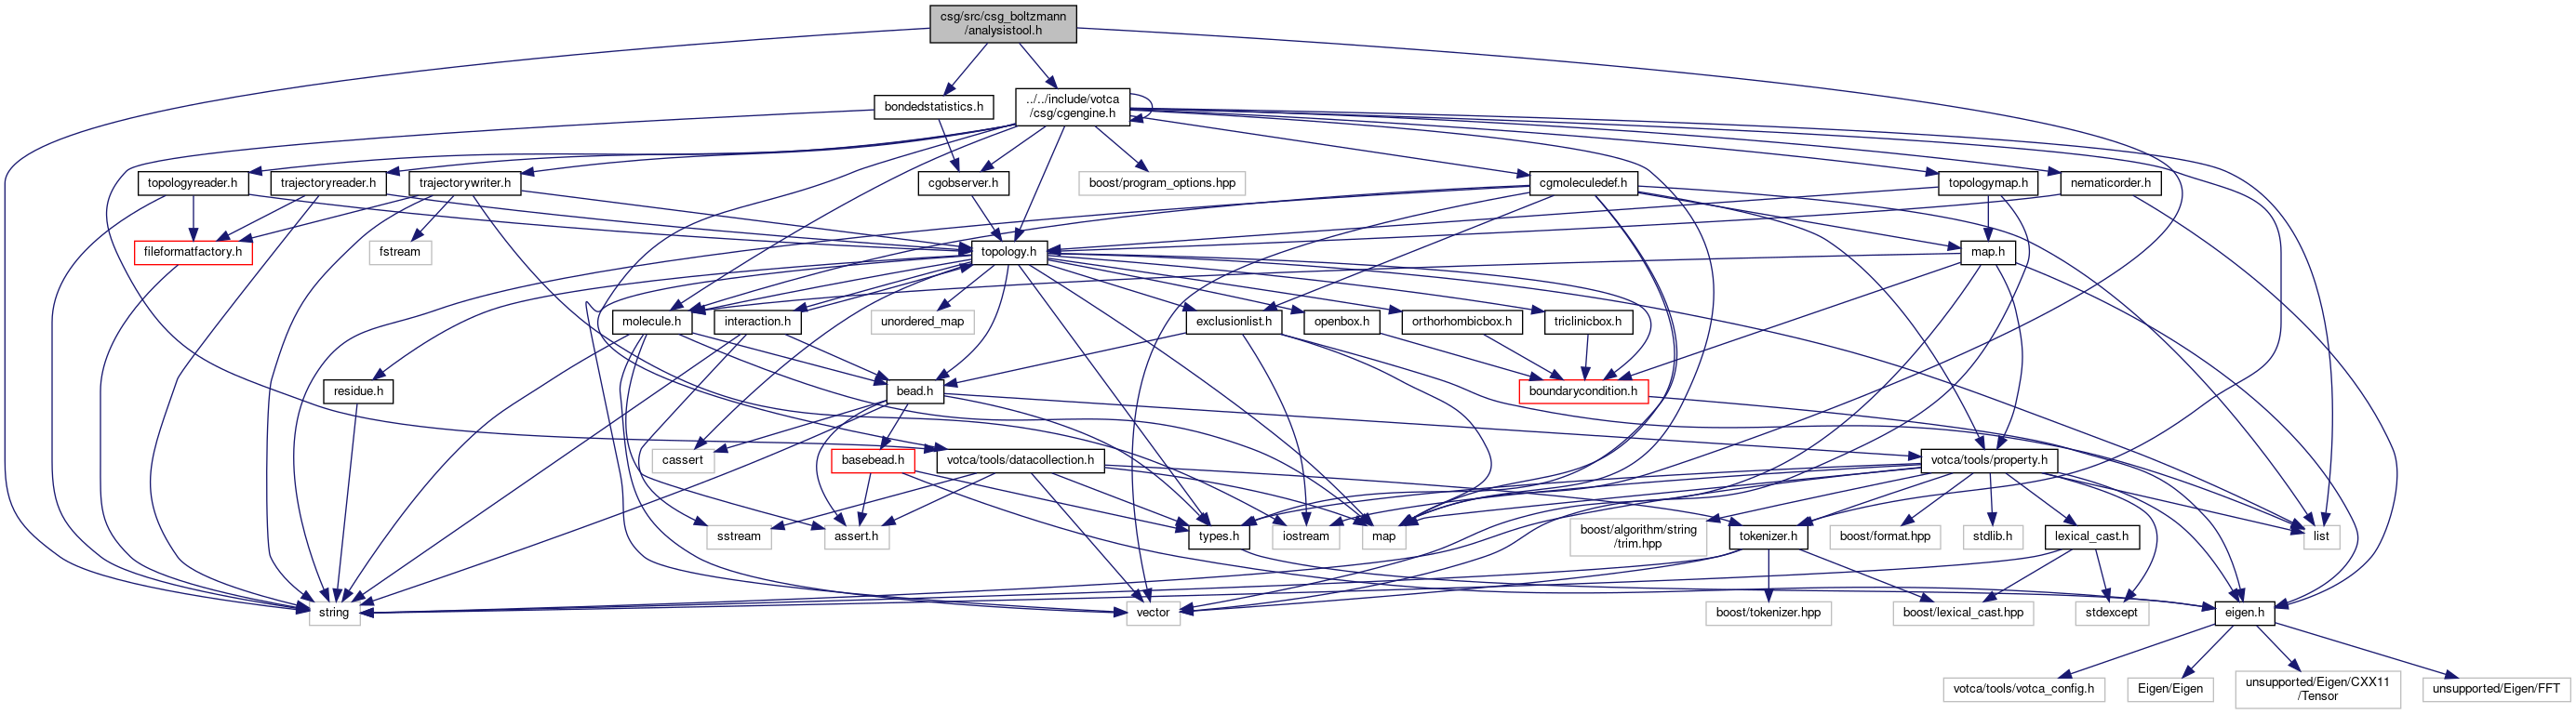 csg/src/csg_boltzmann
/analysistool.h
bondedstatistics.h
../../include/votca
/csg/cgengine.h
topologyreader.h
trajectoryreader.h
trajectorywriter.h
cgobserver.h
boost/program_options.hpp
cgmoleculedef.h
topologymap.h
nematicorder.h
fileformatfactory.h
fstream
topology.h
map.h
molecule.h
interaction.h
unordered_map
exclusionlist.h
openbox.h
orthorhombicbox.h
triclinicbox.h
residue.h
bead.h
boundarycondition.h
cassert
basebead.h
votca/tools/datacollection.h
votca/tools/property.h
sstream
assert.h
types.h
iostream
map
boost/algorithm/string
/trim.hpp
tokenizer.h
boost/format.hpp
stdlib.h
lexical_cast.h
list
string
vector
boost/tokenizer.hpp
boost/lexical_cast.hpp
stdexcept
eigen.h
votca/tools/votca_config.h
Eigen/Eigen
unsupported/Eigen/CXX11
/Tensor
unsupported/Eigen/FFT